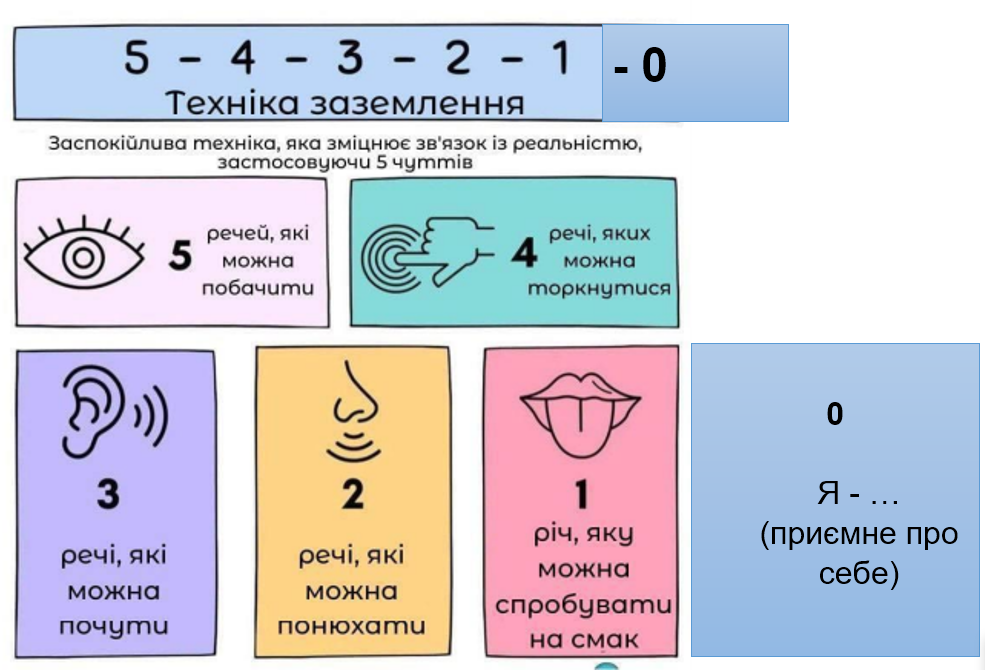 5 - 4 - 3 - 2 - 1 - 0
Техніка заземлення
Заспокійлива техніка, яка зміцнює зв'язок із реальністю,
застосовуючи 5 чуттів
5
речей, які
можна
побачити
4
речі, яких
можна
торкнутися
3
речі, які
можна
почути
2
речі, які
можна
понюхати
1
річ, яку
можна
спробувати
на смак
0
Я - ...
(приємне про
себе)